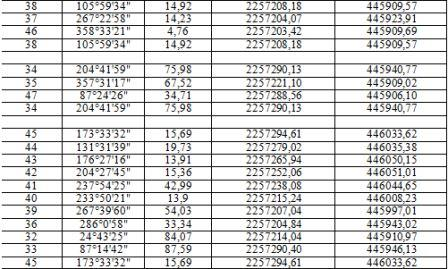 38 105°59'34" 14,92 2257208,18 445909,57
37 267°22'58" 14,23 2257204,07 445923,91
46 358°33'21" 4,76 2257203,42 445909,69
38 105°59'34" 14,92 2257208,18 445909,57
34 204°41'59" 75,98 2257290,13 445940,77
35 357°31'17" 67,52 2257221,10 445909,02
47 87°24'26" 34,71 2257288,56 445906,10
34 204°41'59" 75,98 2257290,13 445940,77
45 173°33'32" 15,69 2257294,61 446033,62
44 131°31'39" 19,73 2257279,02 446035,38
43 176°27'16" 13,91 2257265,94 446050,15
42 204°27'45" 15,36 2257252,06 446051,01
41 237°54'25" 42,99 2257238,08 446044,65
40 233°50'21" 13,9 2257215,24 446008,23
39 267°39'60" 54,03 2257207,04 445997,01
36 286°0'58" 33,34 2257204,84 445943,02
32 24°43'25" 84,07 2257214,04 445910,97
33 87°14'42" 87,59 2257290,40 445946,13
45 173°33'32" 15,69 2257294,61 446033,62